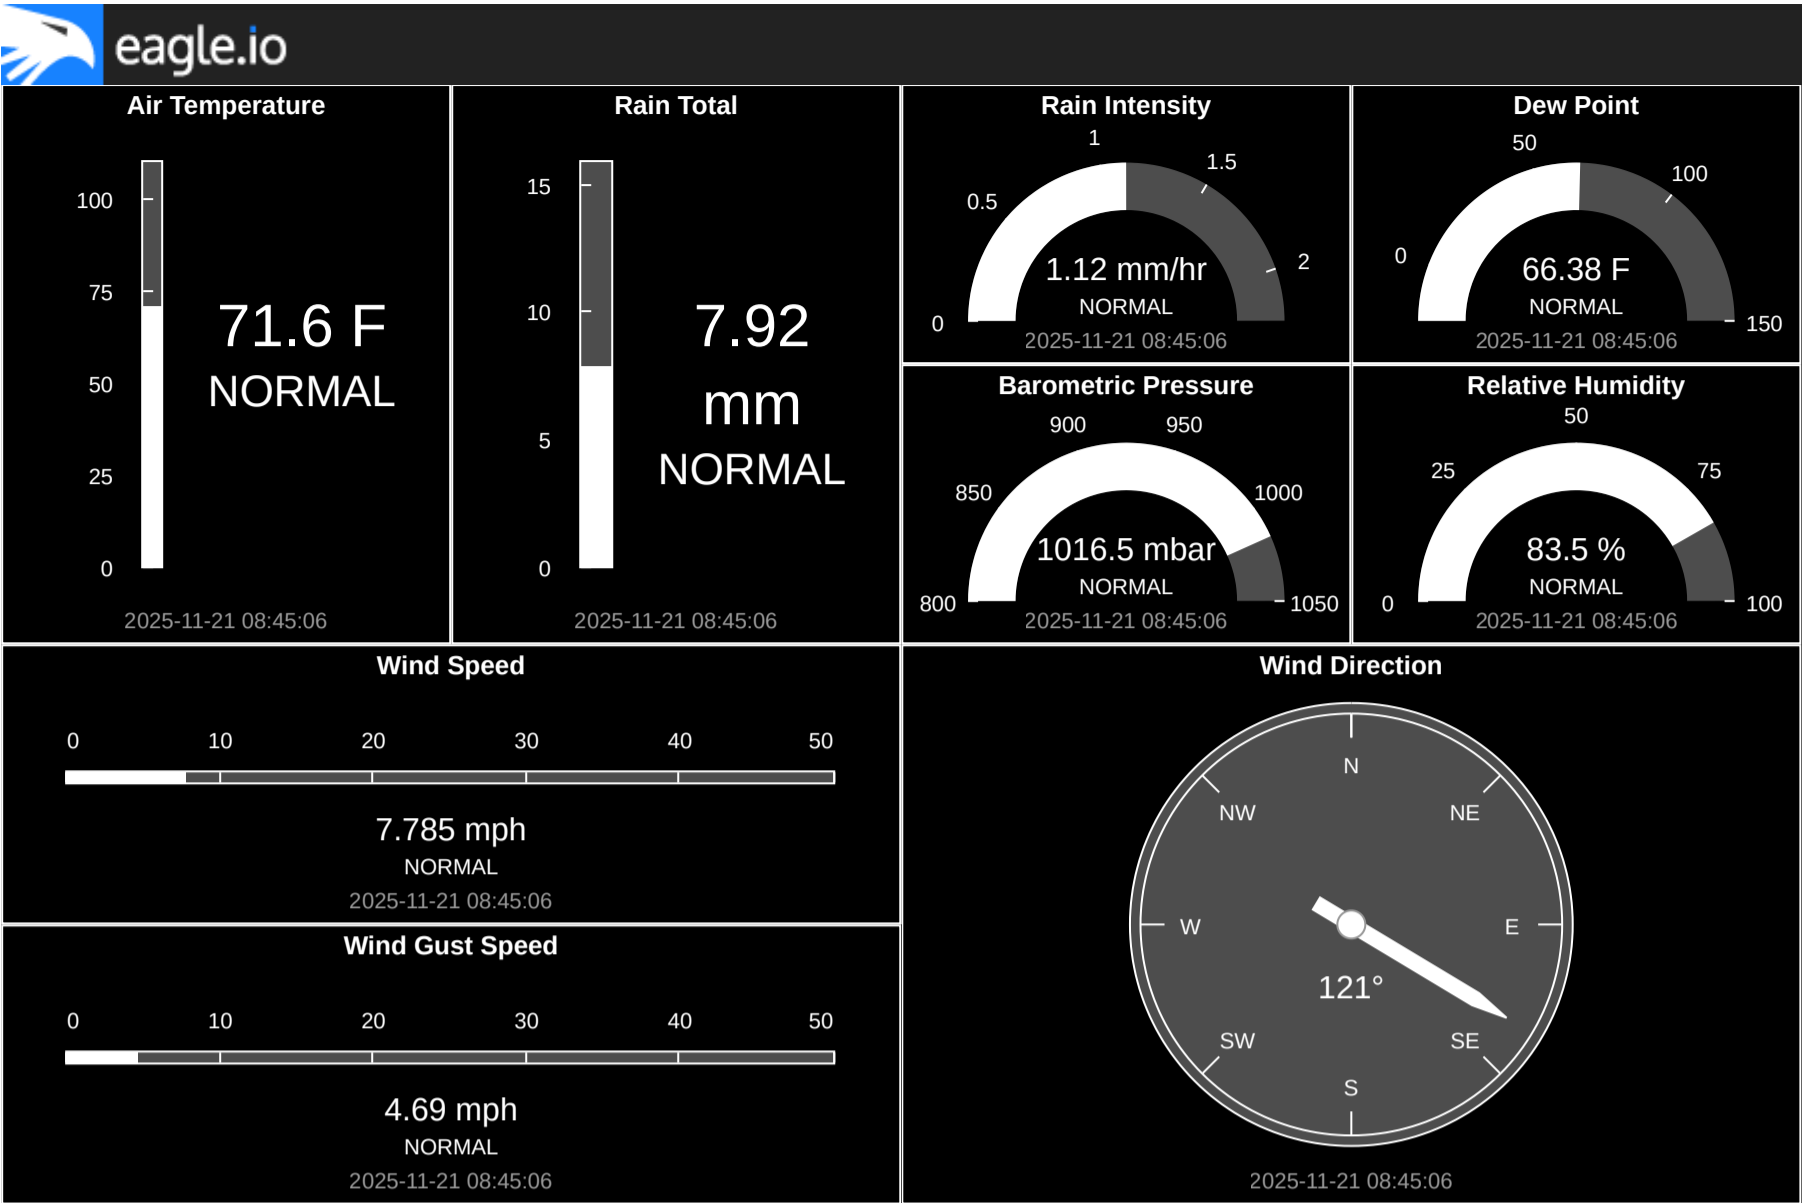 eagle.io
Air Temperature
100
75
50
25
0
71.6 F
NORMAL
2025-11-21 08:45:06
Rain Total
15
10
5
0
7.92
mm
NORMAL
2025-11-21 08:45:06
Rain Intensity
0
0.5
1
1.5
2
1.12 mm/hr
NORMAL
2025-11-21 08:45:06
Dew Point
0
50
100
150
66.38 F
NORMAL
2025-11-21 08:45:06
Barometric Pressure
800
850
900
950
1000
1050
1016.5 mbar
NORMAL
2025-11-21 08:45:06
Relative Humidity
0
25
50
75
100
83.5 %
NORMAL
2025-11-21 08:45:06
Wind Speed
0 10 20 30 40 50
7.785 mph
NORMAL
2025-11-21 08:45:06
Wind Gust Speed
0 10 20 30 40 50
4.69 mph
NORMAL
2025-11-21 08:45:06
Wind Direction
N
NW NE
W E
121°
SW SE
S
2025-11-21 08:45:06